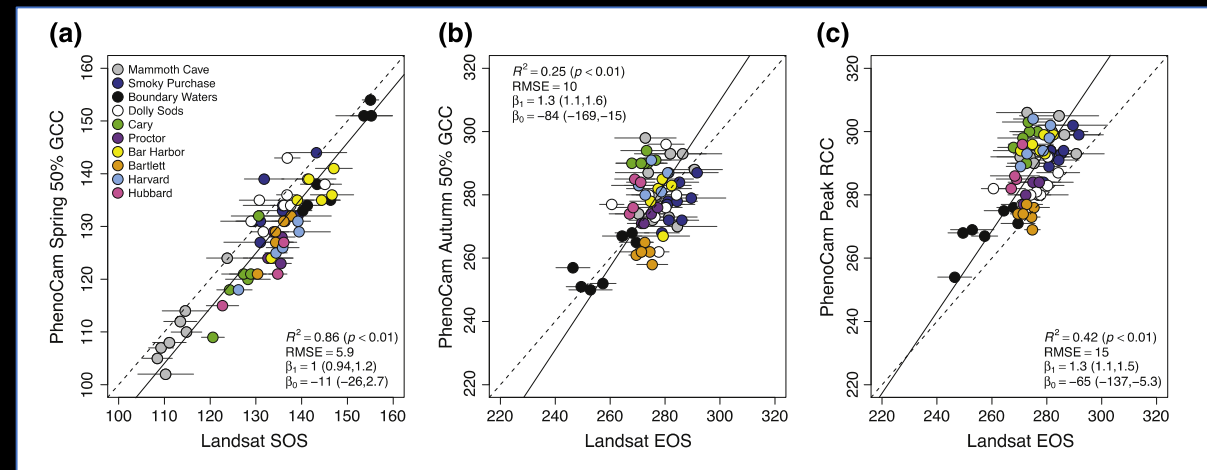 (a)
PhenoCam Spring 50% GCC
160
150
140
130
120
110
100
Mammoth Cave
Smoky Purchase
Boundary Waters
Dolly Sods
Cary
Proctor
Bar Harbor
Bartlett
Harvard
Hubbard
R² = 0.86 (p < 0.01)
RMSE = 5.9
β₁ = 1 (0.94,1.2)
β₀ = −11 (−26,2.7)
100 110 120 130 140 150 160
Landsat SOS
(b)
PhenoCam Autumn 50% GCC
320
300
280
260
240
220
R² = 0.25 (p < 0.01)
RMSE = 10
β₁ = 1.3 (1.1,1.6)
β₀ = −84 (−169,−15)
220 240 260 280 300 320
Landsat EOS
(c)
PhenoCam Peak RCC
320
300
280
260
240
220
R² = 0.42 (p < 0.01)
RMSE = 15
β₁ = 1.3 (1.1,1.5)
β₀ = −65 (−137,−5.3)
220 240 260 280 300 320
Landsat EOS